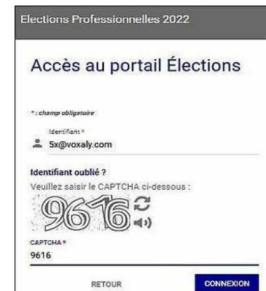 Elections Professionnelles 2022
Accès au portail Élections
* : champ obligatoire
Identifiant *
5x@voxaly.com
Identifiant oublié ?
Veuillez saisir le CAPTCHA ci-dessous :
9616
CAPTCHA *
9616
RETOUR CONNEXION